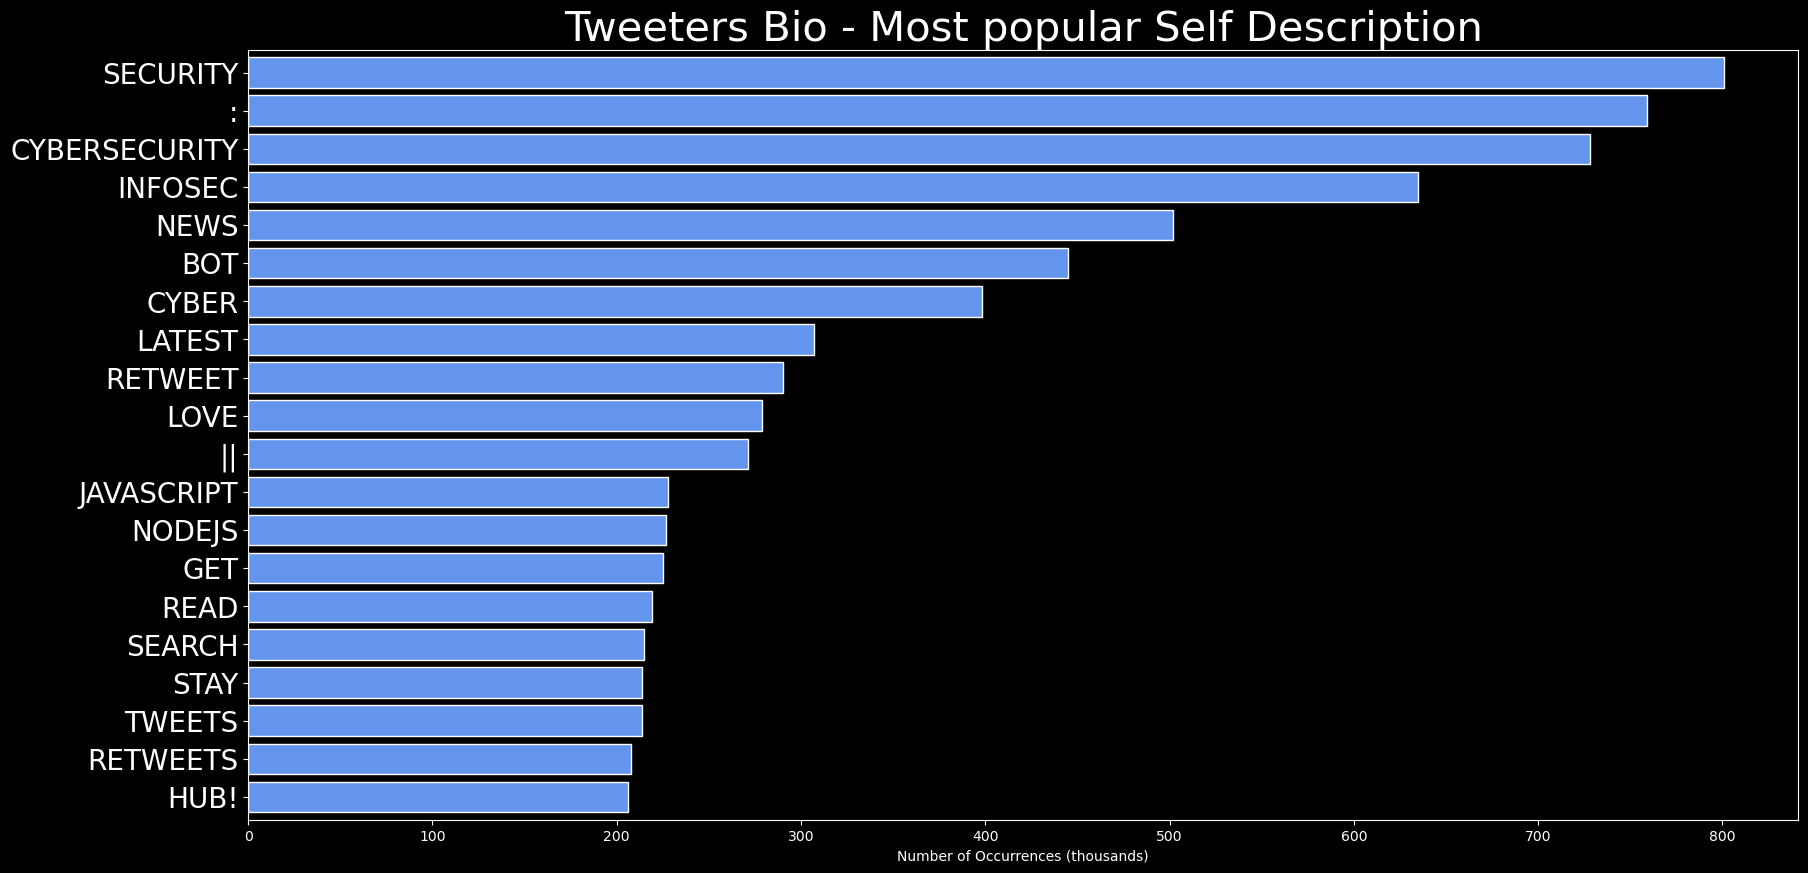 Tweeters Bio - Most popular Self Description
SECURITY
:
CYBERSECURITY
INFOSEC
NEWS
BOT
CYBER
LATEST
RETWEET
LOVE
||
JAVASCRIPT
NODEJS
GET
READ
SEARCH
STAY
TWEETS
RETWEETS
HUB!
0 100 200 300 400 500 600 700 800
Number of Occurrences (thousands)